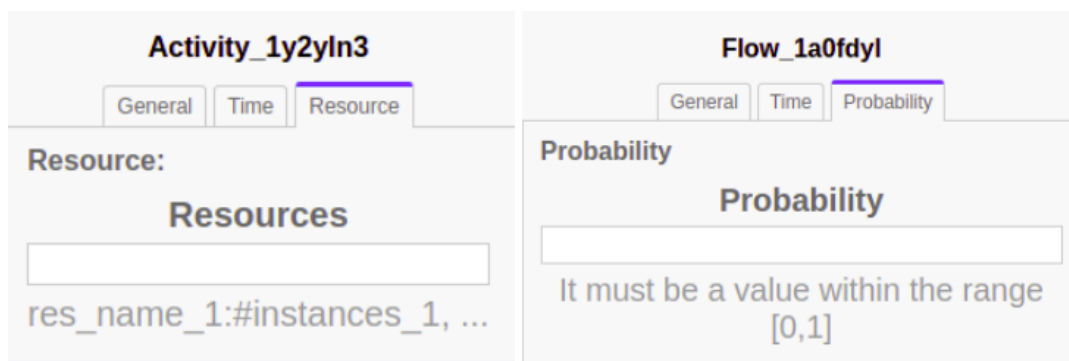 Activity_1y2yln3
General Time Resource
Resource:
Resources
res_name_1:#instances_1, ...
Flow_1a0fdyl
General Time Probability
Probability
Probability
It must be a value within the range
[0,1]